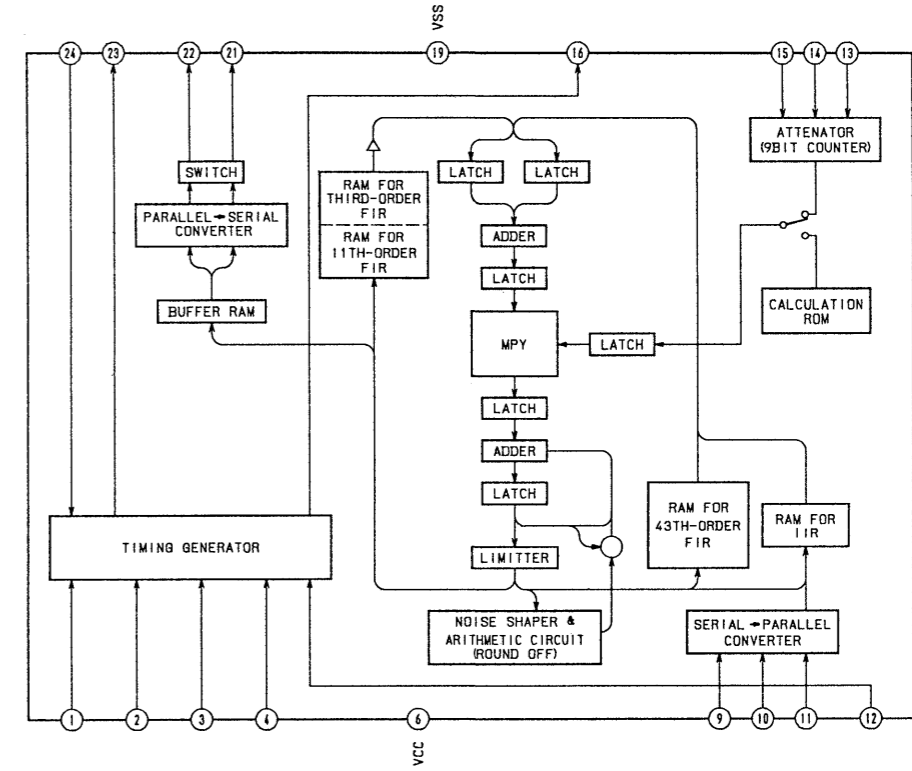 VSS
24
23
22
21
19
16
15
14
13
ATTENATOR
(9BIT COUNTER)
SWITCH
LATCH
LATCH
RAM FOR
THIRD-ORDER
FIR
RAM FOR
11TH-ORDER
FIR
PARALLEL→SERIAL
CONVERTER
ADDER
LATCH
BUFFER RAM
CALCULATION
ROM
MPY
LATCH
LATCH
ADDER
LATCH
RAM FOR
43TH-ORDER
FIR
RAM FOR
IIR
TIMING GENERATOR
LIMITTER
NOISE SHAPER &
ARITHMETIC CIRCUIT
(ROUND OFF)
SERIAL→PARALLEL
CONVERTER
1
2
3
4
6
9
10
11
12
VCC